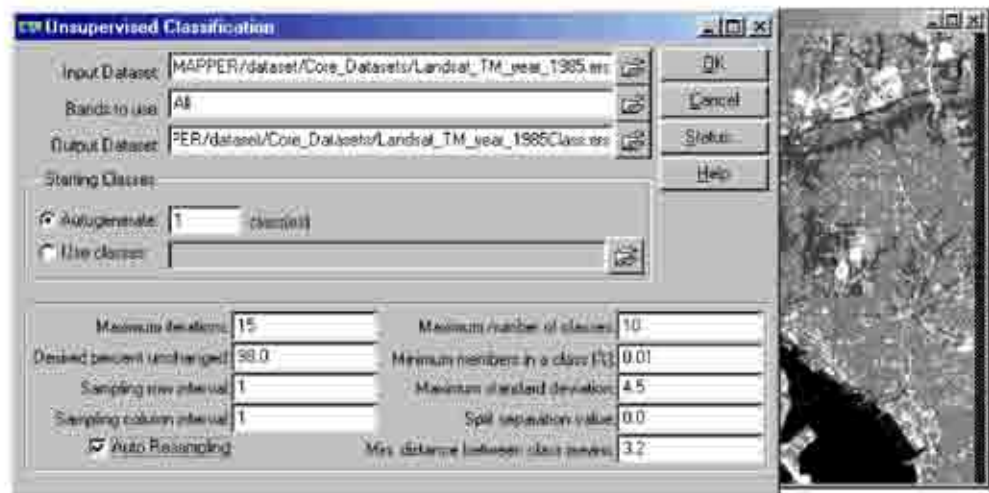 Unsupervised Classification
Input Dataset: MAPPER/dataset/Core_Datasets/Landsat_TM_year_1985.ers
Bands to use: All
Output Dataset: PER/dataset/Core_Datasets/Landsat_TM_year_1985Class.ers
OK
Cancel
Status...
Help
Starting Classes
Autogenerate: 1 class(es)
Use classes:
Maximum iterations: 15
Desired percent unchanged: 98.0
Sampling row interval: 1
Sampling column interval: 1
Auto Resampling
Maximum number of classes: 10
Minimum members in a class (%): 0.01
Maximum standard deviation: 4.5
Split separation value: 0.0
Min. distance between class means: 3.2